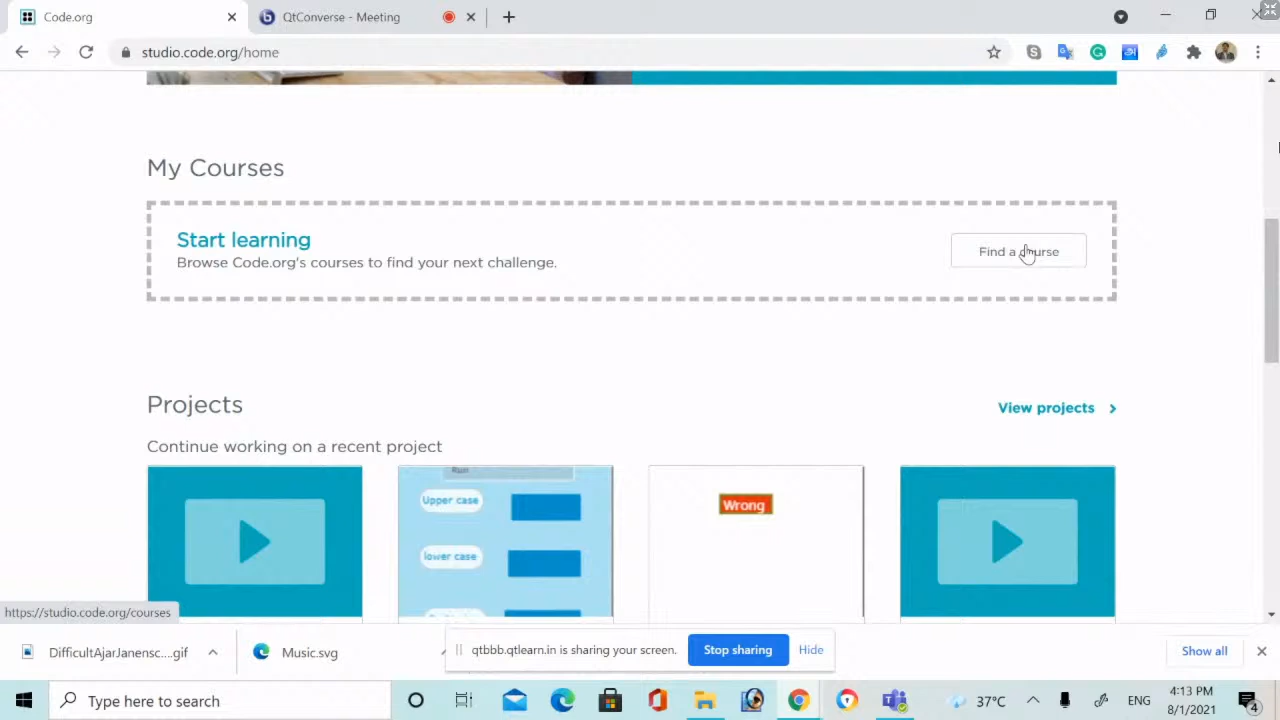 Code.org
QtConverse - Meeting
studio.code.org/home
My Courses
Start learning
Browse Code.org's courses to find your next challenge.
Find a course
Projects
View projects
Continue working on a recent project
Run
Upper case
lower case
Wrong
https://studio.code.org/courses
DifficultAjarJanensc....gif
Music.svg
qtbbb.qtlearn.in is sharing your screen.
Stop sharing
Hide
Show all
Type here to search
37°C
ENG
4:13 PM
8/1/2021
4